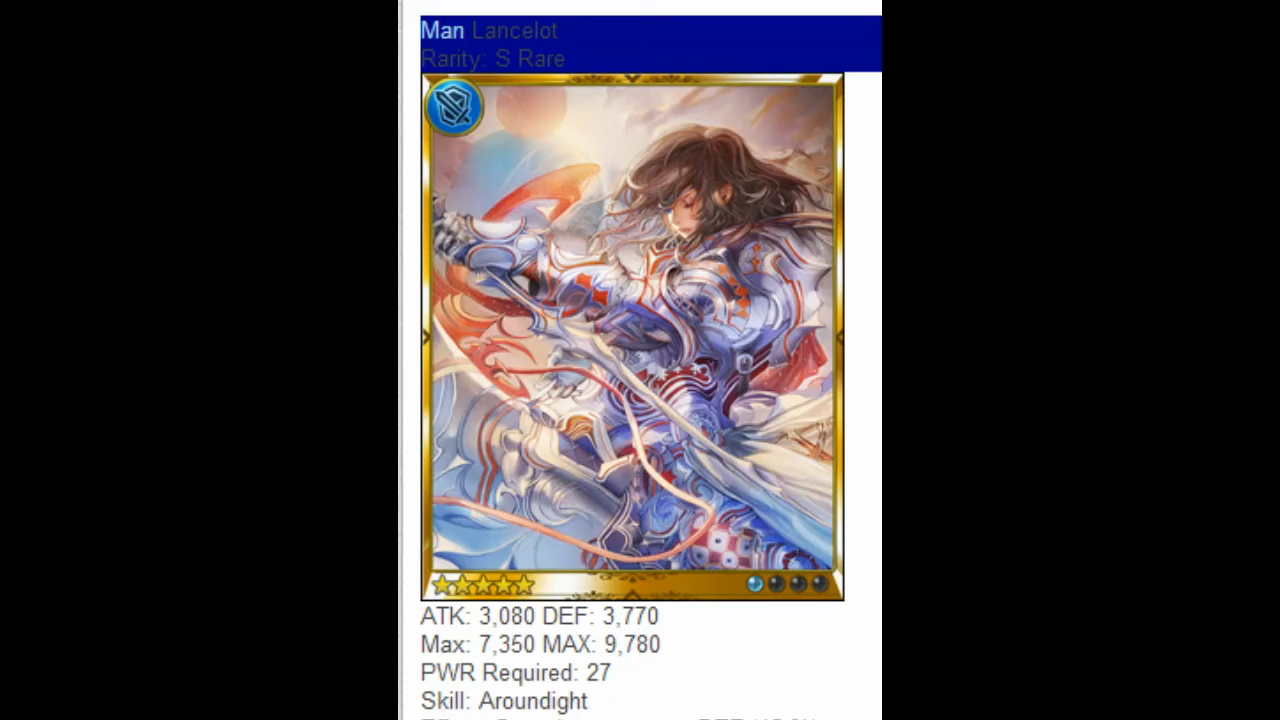 Man Lancelot
Rarity: S Rare
ATK: 3,080 DEF: 3,770
Max: 7,350 MAX: 9,780
PWR Required: 27
Skill: Aroundight